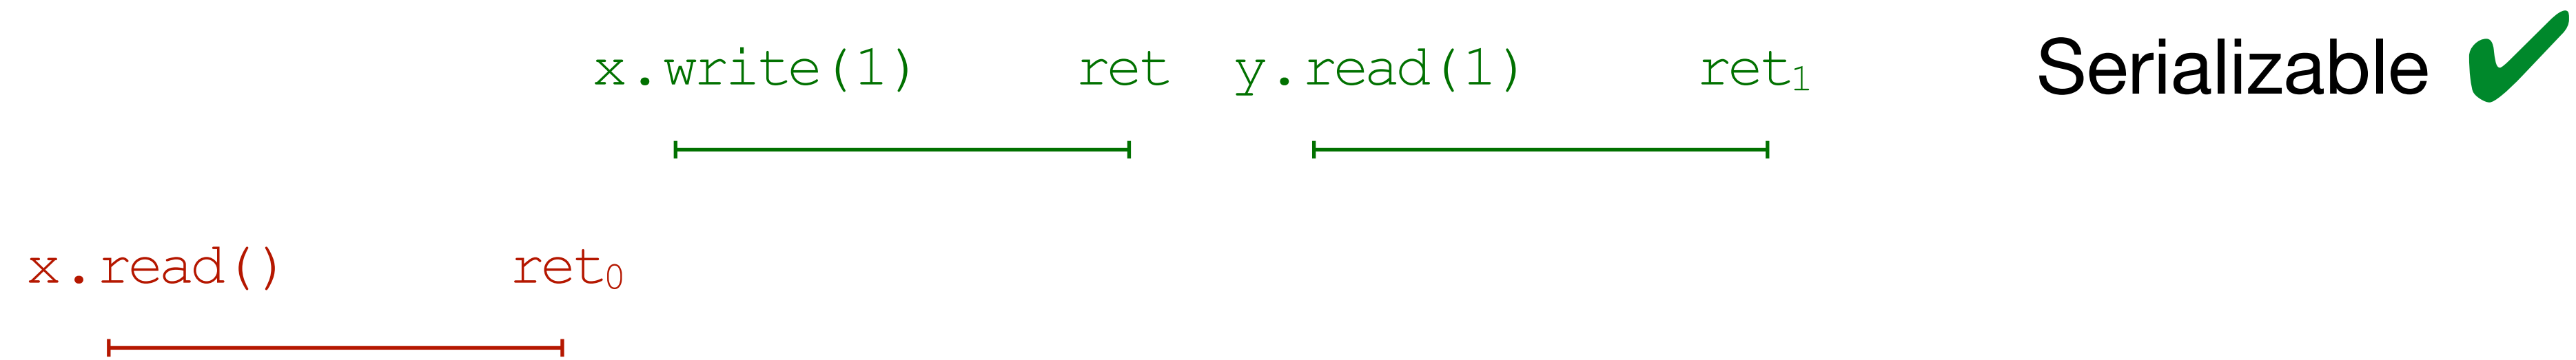 x.write(1) ret y.read(1) ret₁ Serializable ✔
x.read() ret₀